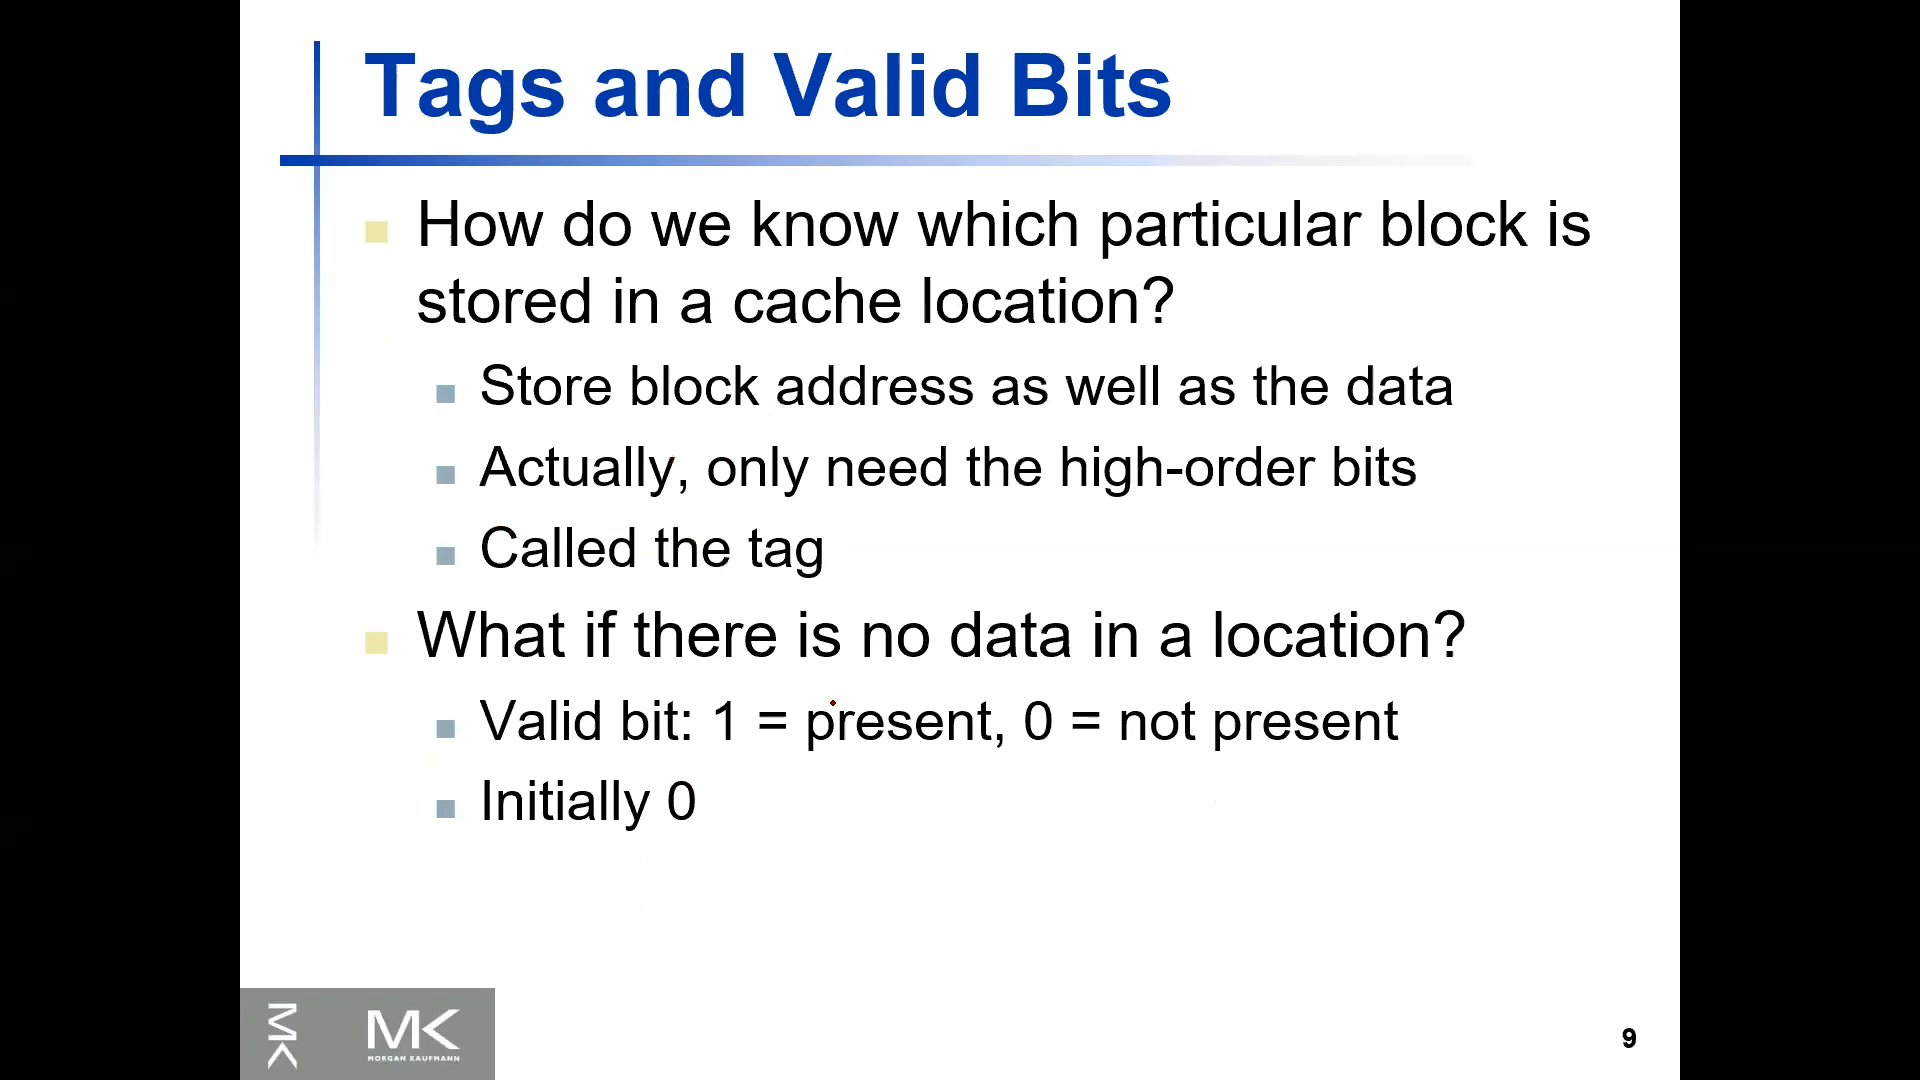 Tags and Valid Bits
How do we know which particular block is
stored in a cache location?
Store block address as well as the data
Actually, only need the high-order bits
Called the tag
What if there is no data in a location?
Valid bit: 1 = present, 0 = not present
Initially 0
MK
MK
MORGAN KAUFMANN
9